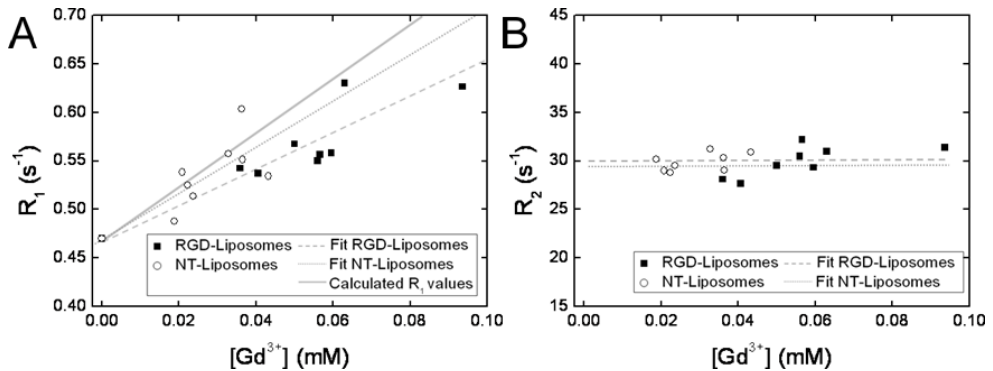 A
R1 (s-1)
0.70
0.65
0.60
0.55
0.50
0.45
0.40
RGD-Liposomes
Fit RGD-Liposomes
NT-Liposomes
Fit NT-Liposomes
Calculated R1 values
0.00 0.02 0.04 0.06 0.08 0.10
[Gd3+] (mM)
B
R2 (s-1)
45
40
35
30
25
20
15
RGD-Liposomes
Fit RGD-Liposomes
NT-Liposomes
Fit NT-Liposomes
0.00 0.02 0.04 0.06 0.08 0.10
[Gd3+] (mM)